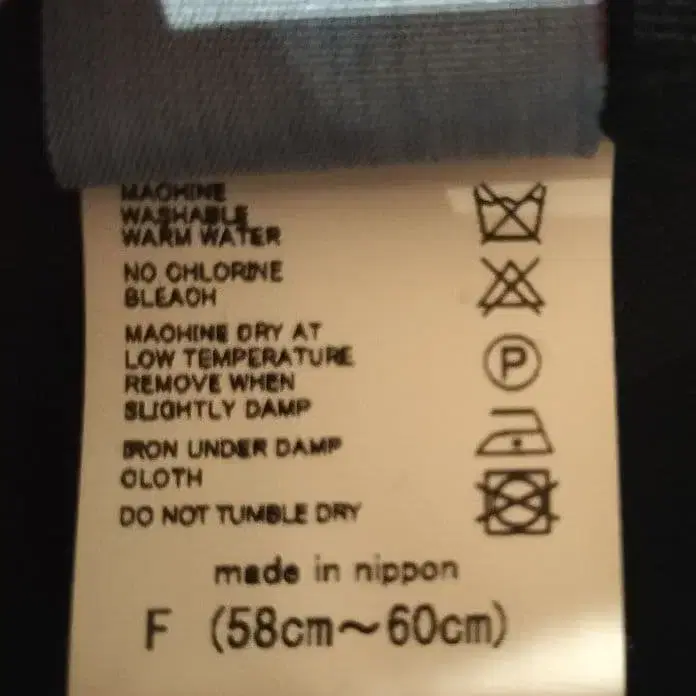 MACHINE
WASHABLE
WARM WATER
NO CHLORINE
BLEACH
MACHINE DRY AT
LOW TEMPERATURE
REMOVE WHEN
SLIGHTLY DAMP
IRON UNDER DAMP
CLOTH
DO NOT TUMBLE DRY
P
made in nippon
F (58cm～60cm)